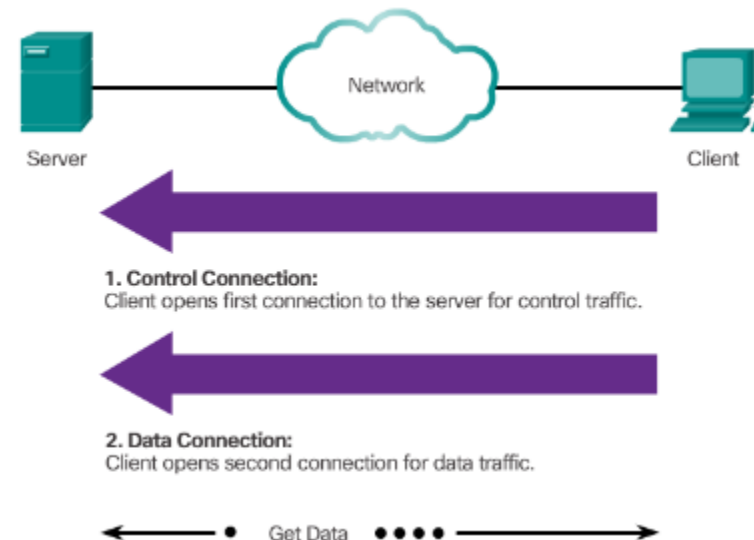 Network
Server
Client
1. Control Connection:
Client opens first connection to the server for control traffic.
2. Data Connection:
Client opens second connection for data traffic.
Get Data